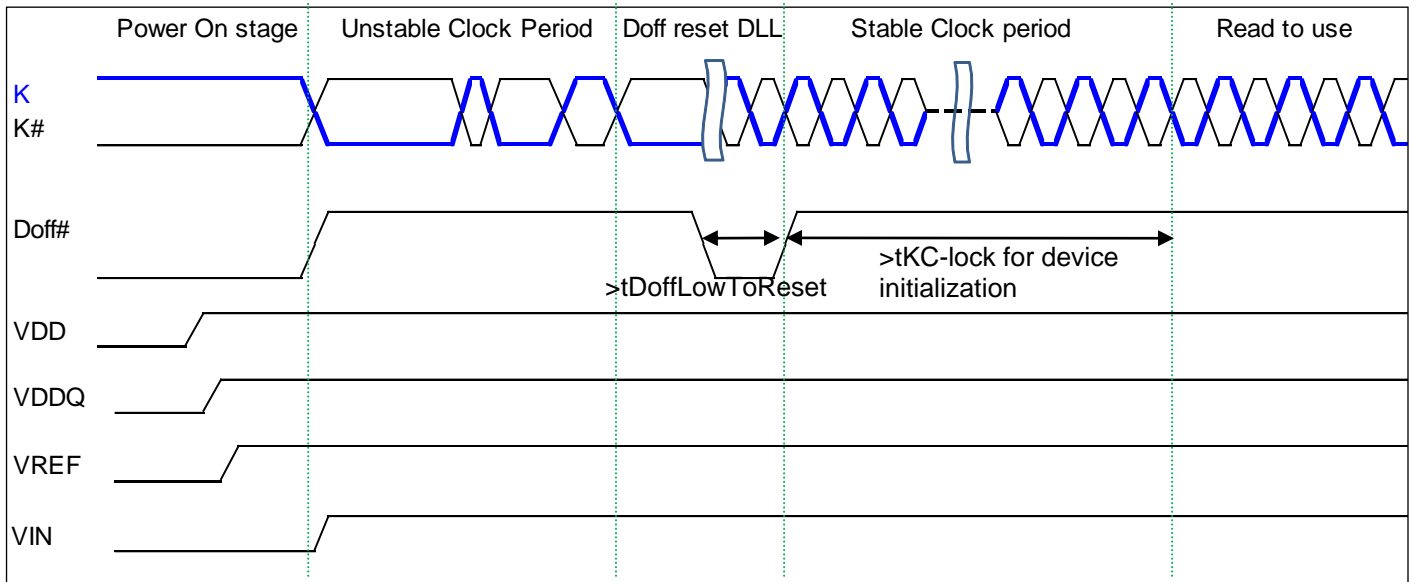 Power On stage
Unstable Clock Period
Doff reset DLL
Stable Clock period
Read to use
K
K#
Doff#
>tDoffLowToReset
>tKC-lock for device
initialization
VDD
VDDQ
VREF
VIN